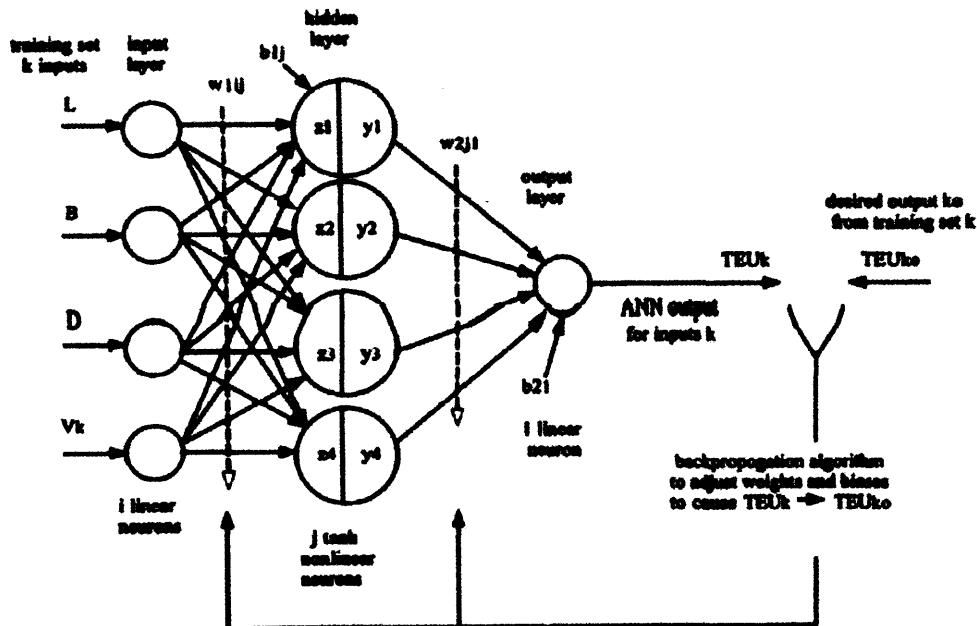 training set
k inputs
input
layer
hidden
layer
b1j
w1ij
L
B
D
Vk
z1 y1
z2 y2
z3 y3
z4 y4
w2j1
output
layer
desired output ko
from training set k
TEUk
TEUko
ANN output
for inputs k
b21
1 linear
neuron
backpropagation algorithm
to adjust weights and biases
to cause TEUk → TEUko
i linear
neurons
j tanh
nonlinear
neurons